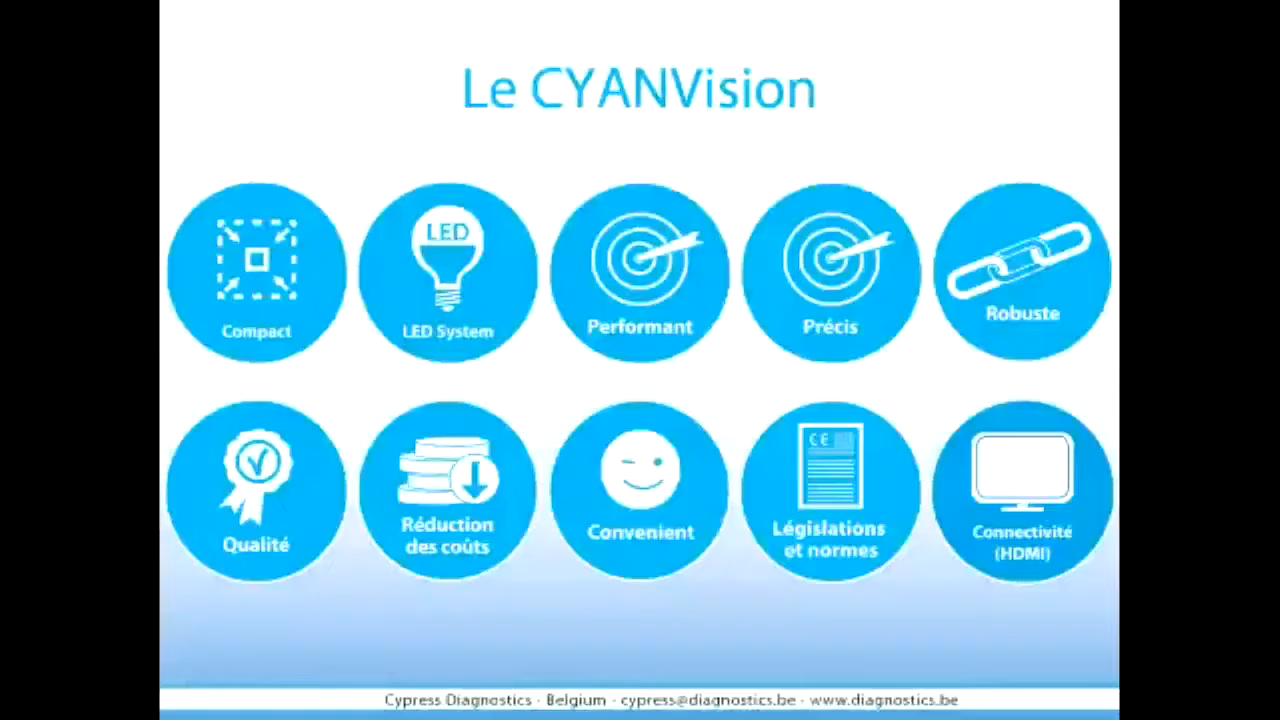 Le CYANVision
LED
Compact
LED System
Performant
Précis
Robuste
CE
Qualité
Réduction
des coûts
Convenient
Législations
et normes
Connectivité
(HDMI)
Cypress Diagnostics - Belgium - cypress@diagnostics.be - www.diagnostics.be